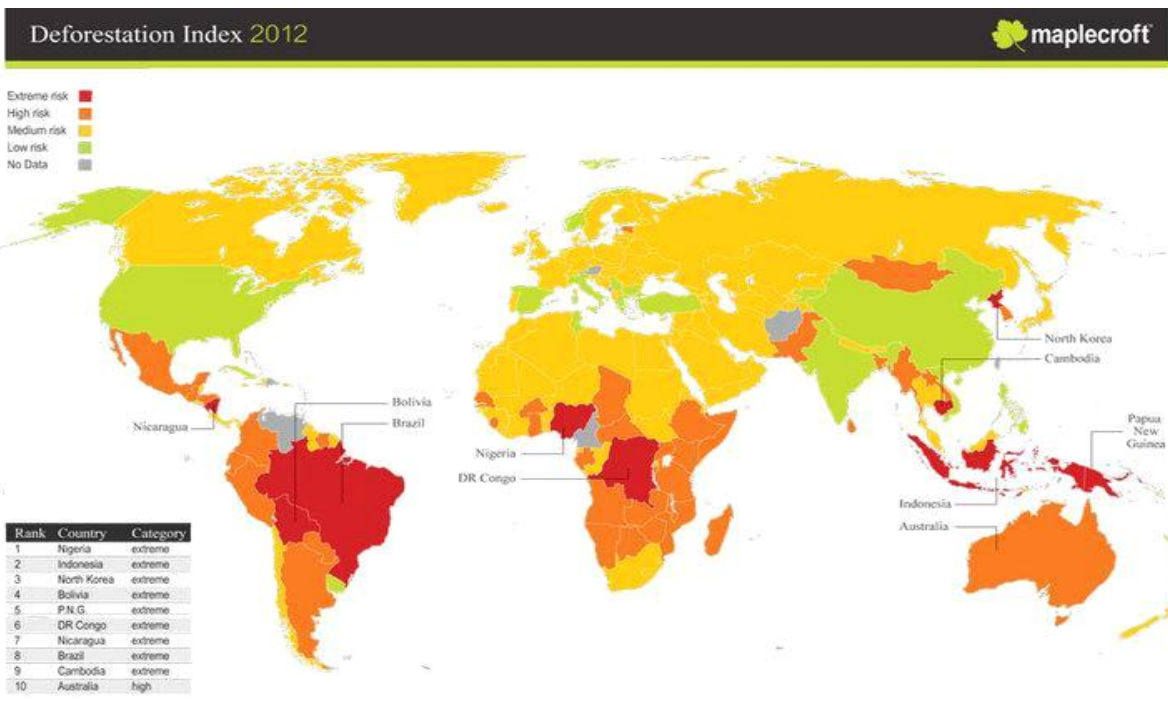 Deforestation Index 2012
maplecroft
Extreme risk
High risk
Medium risk
Low risk
No Data
North Korea
Cambodia
Bolivia
Brazil
Nicaragua
Papua
New
Guinea
Nigeria
DR Congo
Indonesia
Australia
Rank Country Category
1 Nigeria extreme
2 Indonesia extreme
3 North Korea extreme
4 Bolivia extreme
5 P.N.G. extreme
6 DR Congo extreme
7 Nicaragua extreme
8 Brazil extreme
9 Cambodia extreme
10 Australia high